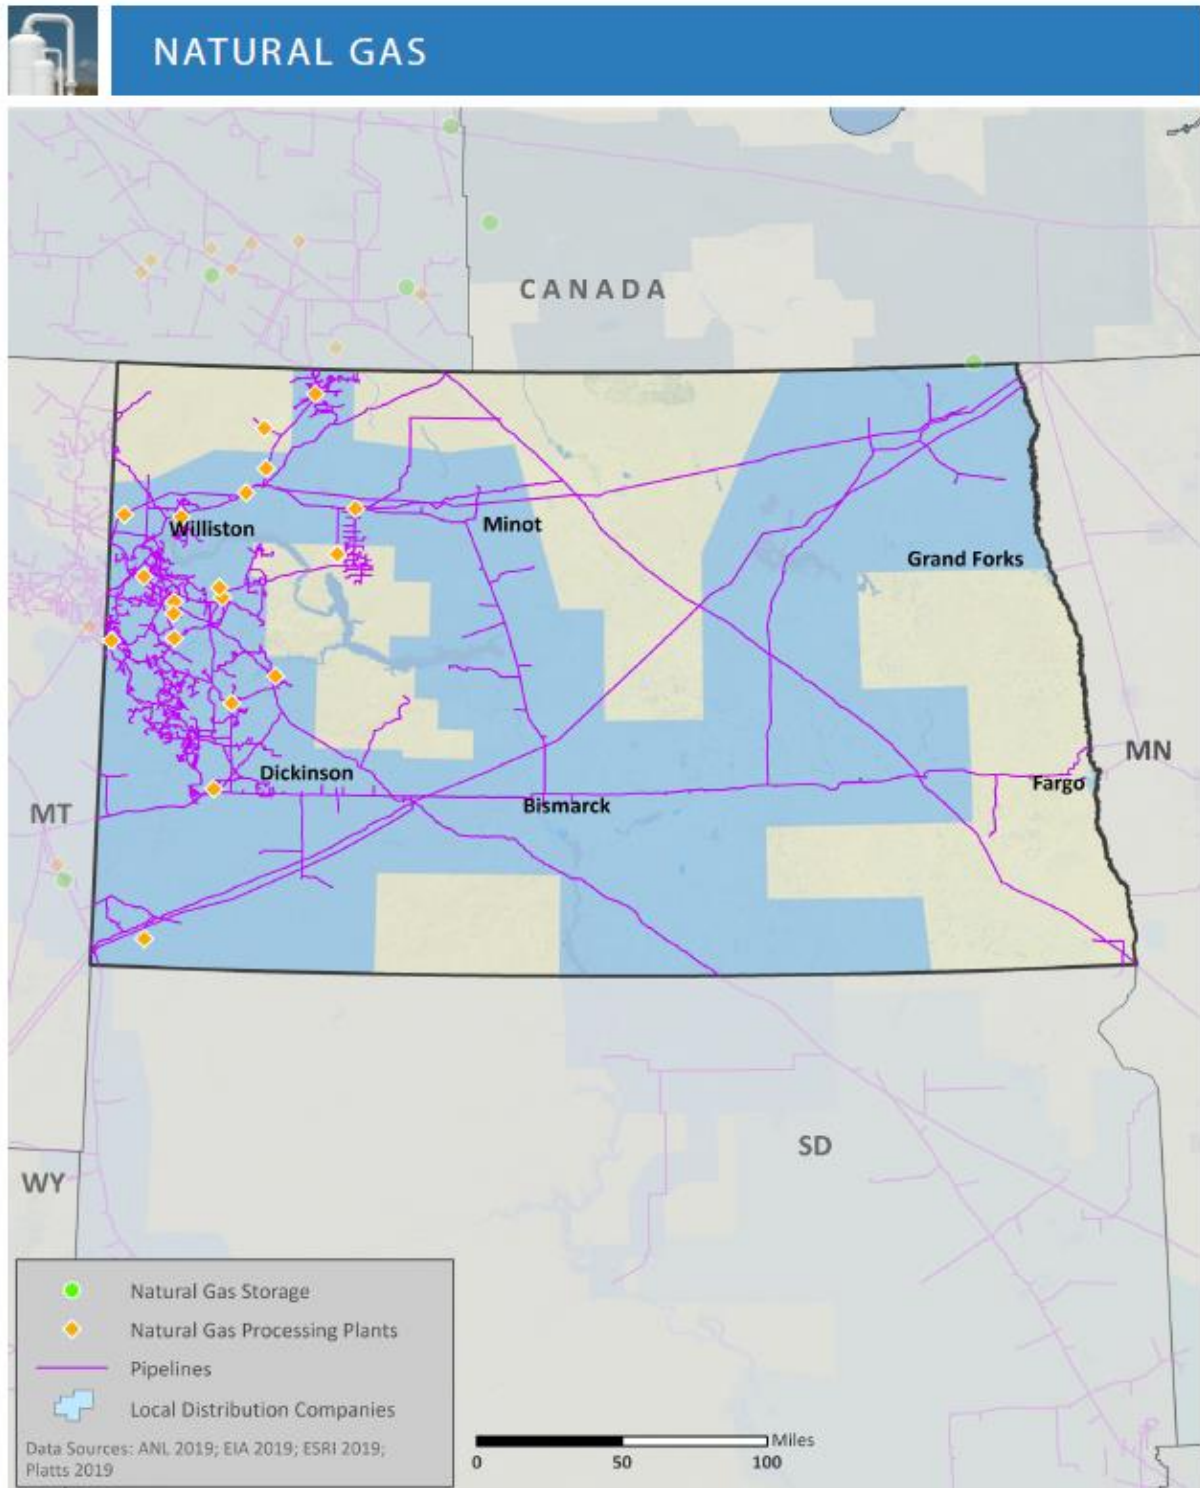 NATURAL GAS
CANADA
Williston
Minot
Grand Forks
MN
Dickinson
Fargo
MT
Bismarck
SD
WY
Natural Gas Storage
Natural Gas Processing Plants
Pipelines
Local Distribution Companies
Data Sources: ANL 2019; EIA 2019; ESRI 2019;
Platts 2019
Miles
0 50 100